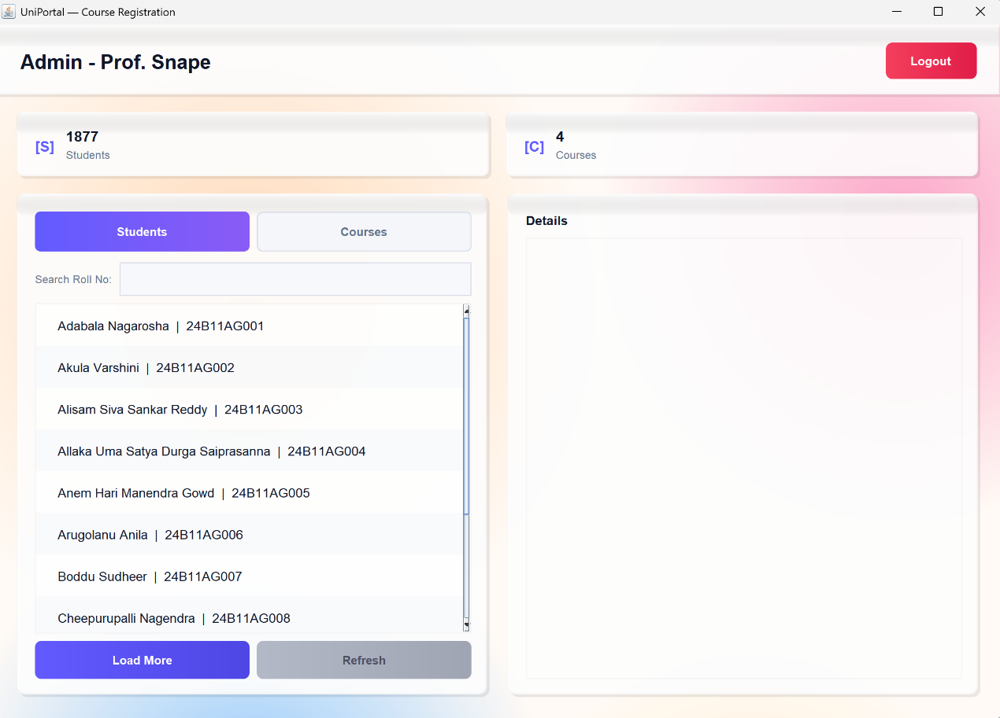 UniPortal — Course Registration
Admin - Prof. Snape
Logout
[S]
1877
Students
[C]
4
Courses
Students
Courses
Search Roll No:
Adabala Nagarosha | 24B11AG001
Akula Varshini | 24B11AG002
Alisam Siva Sankar Reddy | 24B11AG003
Allaka Uma Satya Durga Saiprasanna | 24B11AG004
Anem Hari Manendra Gowd | 24B11AG005
Arugolanu Anila | 24B11AG006
Boddu Sudheer | 24B11AG007
Cheepurupalli Nagendra | 24B11AG008
Load More
Refresh
Details